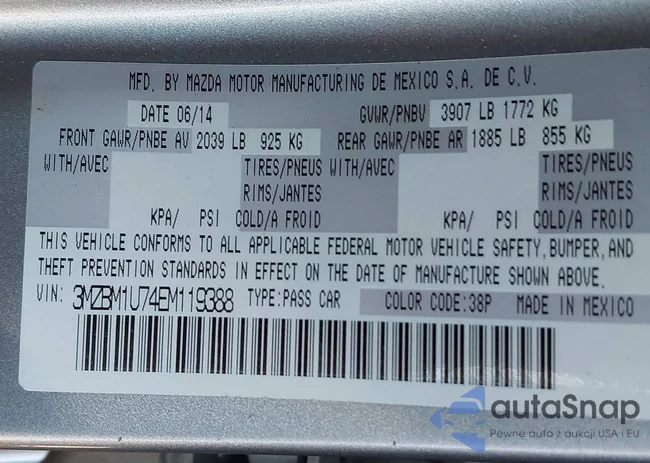 MFD. BY MAZDA MOTOR MANUFACTURING DE MEXICO S.A. DE C.V.
DATE 06/14 GVWR/PNBV 3907 LB 1772 KG
FRONT GAWR/PNBE AV 2039 LB 925 KG REAR GAWR/PNBE AR 1885 LB 855 KG
WITH/AVEC TIRES/PNEUS WITH/AVEC TIRES/PNEUS
RIMS/JANTES RIMS/JANTES
KPA/ PSI COLD/A FROID KPA/ PSI COLD/A FROID
THIS VEHICLE CONFORMS TO ALL APPLICABLE FEDERAL MOTOR VEHICLE SAFETY, BUMPER, AND
THEFT PREVENTION STANDARDS IN EFFECT ON THE DATE OF MANUFACTURE SHOWN ABOVE.
VIN: 3MZBM1U74EM119388 TYPE:PASS CAR COLOR CODE:38P MADE IN MEXICO
autaSnap
Pewne auta z aukcji USA i EU